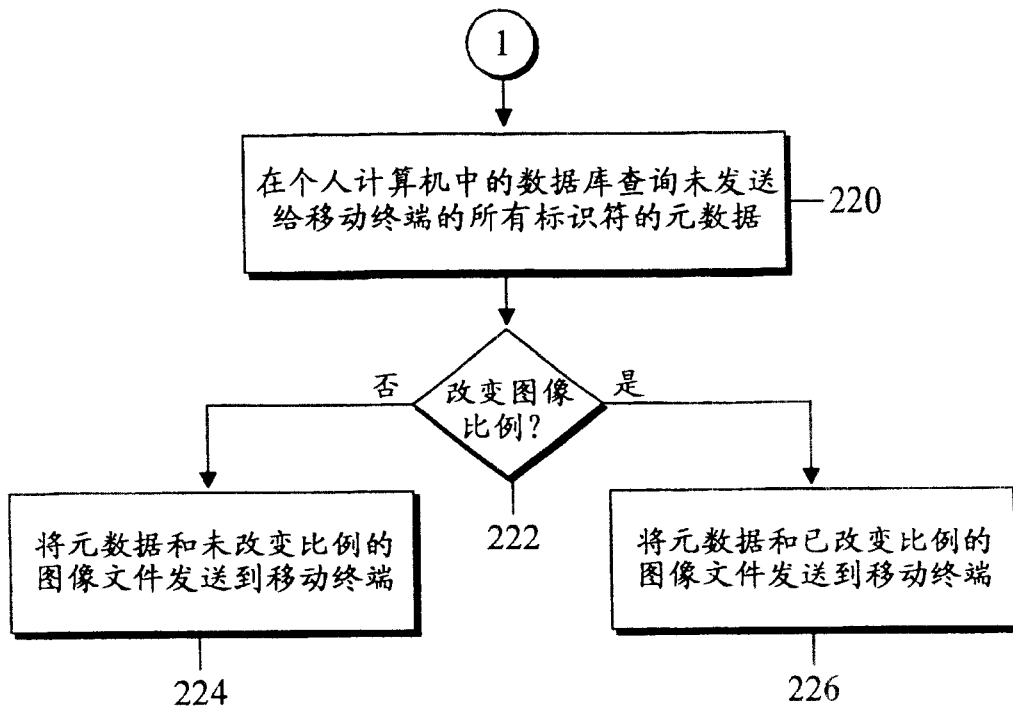 1
在个人计算机中的数据库查询未发送
给移动终端的所有标识符的元数据
220
否
改变图像
比例?
是
222
将元数据和未改变比例的
图像文件发送到移动终端
224
将元数据和已改变比例的
图像文件发送到移动终端
226